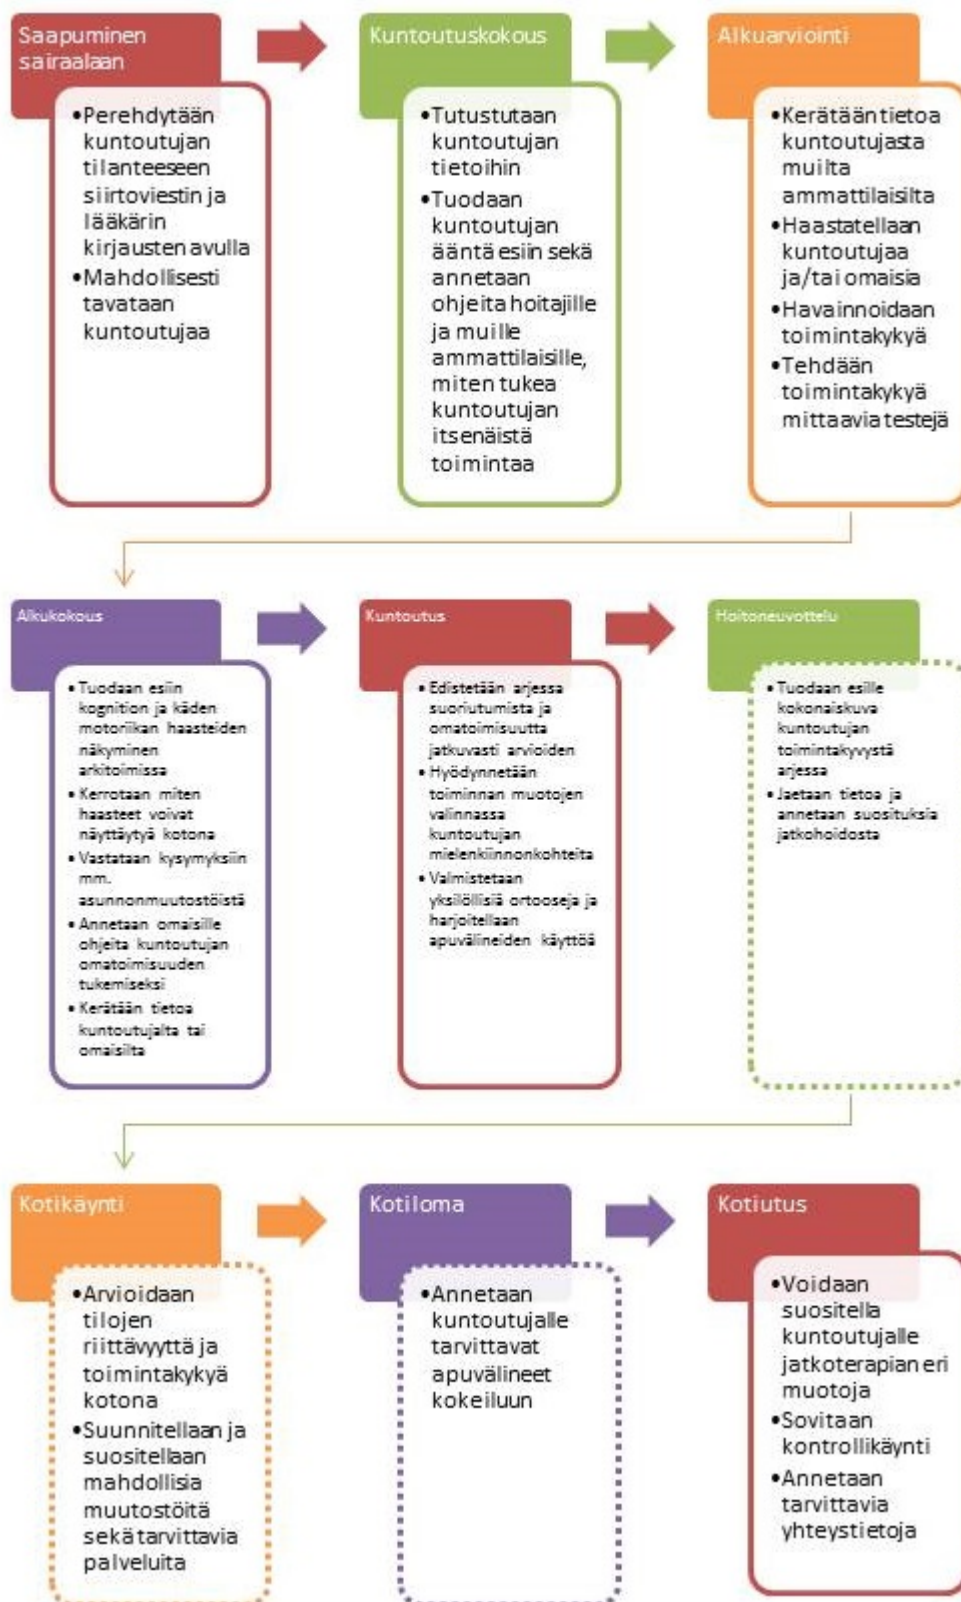 Saapuminen
sairaalaan
•Perehdytään
kuntoutujan
tilanteeseen
siirtoviestin ja
lääkärin
kirjausten avulla
•Mahdollisesti
tavataan
kuntoutujaa
Kuntoutuskokous
•Tutustutaan
kuntoutujan
tietoihin
•Tuodaan
kuntoutujan
ääntä esiin sekä
annetaan
ohjeita hoitajille
ja muille
ammattilaisille,
miten tukea
kuntoutujan
itsenäistä
toimintaa
Alkuarviointi
•Kerätään tietoa
kuntoutujasta
muilta
ammattilaisilta
•Haastatellaan
kuntoutujaa
ja/tai omaisia
•Havainnoidaan
toimintakykyä
•Tehdään
toimintakykyä
mittaavia testejä
Alkukokous
• Tuodaan esiin
kognition ja käden
motoriikan haasteiden
näkyminen
arkitoimissa
• Kerrotaan miten
haasteet voivat
näyttäytyä kotona
• Vastataan kysymyksiin
mm.
asunnonmuutostöistä
• Annetaan omaisille
ohjeita kuntoutujan
omatoimisuuden
tukemiseksi
• Kerätään tietoa
kuntoutujalta tai
omaisilta
Kuntoutus
• Edistetään arjessa
suoriutumista ja
omatoimisuutta
jatkuvasti arvioiden
• Hyödynnetään
toiminnan muotojen
valinnassa
kuntoutujan
mielenkiinnonkohteita
• Valmistetaan
yksilöllisiä ortooseja ja
harjoitellaan
apuvälineiden käyttöä
Hoitoneuvottelu
• Tuodaan esille
kokonaiskuva
kuntoutujan
toimintakyvystä
arjessa
• Jaetaan tietoa ja
annetaan suosituksia
jatkohoidosta
Kotikäynti
•Arvioidaan
tilojen
riittävyyttä ja
toimintakykyä
kotona
•Suunnitellaan ja
suositellaan
mahdollisia
muutostöitä
sekä tarvittavia
palveluita
Kotiloma
•Annetaan
kuntoutujalle
tarvittavat
apuvälineet
kokeiluun
Kotiutus
•Voidaan
suositella
kuntoutujalle
jatkoterapian eri
muotoja
•Sovitaan
kontrollikäynti
•Annetaan
tarvittavia
yhteystietoja